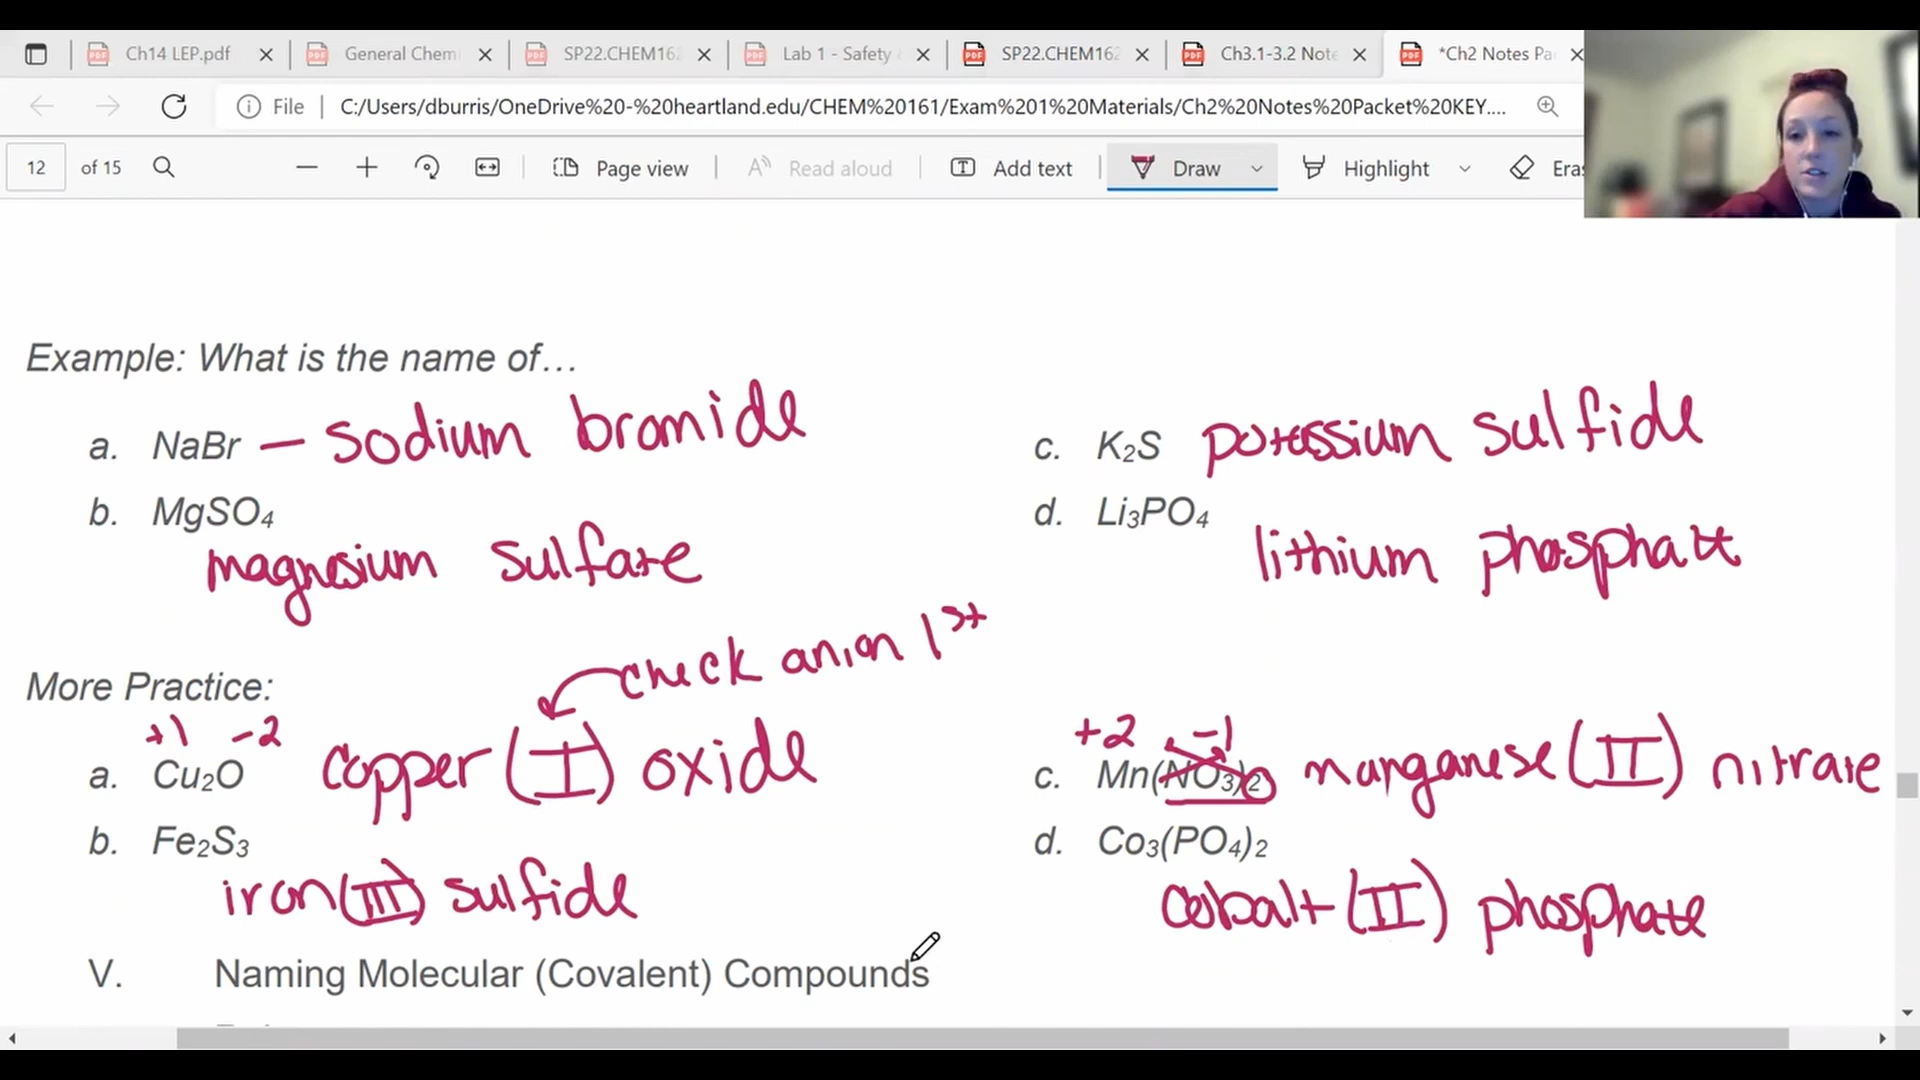 Ch14 LEP.pdf
General Chemi
SP22.CHEM162
Lab 1 - Safety
SP22.CHEM162
Ch3.1-3.2 Note
*Ch2 Notes Pa
File
C:/Users/dburris/OneDrive%20-%20heartland.edu/CHEM%20161/Exam%201%20Materials/Ch2%20Notes%20Packet%20KEY....
12 of 15
Page view
Read aloud
Add text
Draw
Highlight
Eras
Example: What is the name of…
a. NaBr — sodium bromide
c. K₂S potassium sulfide
b. MgSO₄
magnesium sulfate
d. Li₃PO₄
lithium phosphate
check anion 1st
More Practice:
+1 -2
a. Cu₂O copper (I) oxide
+2 -1
c. Mn(NO₃)₂ manganese (II) nitrate
b. Fe₂S₃
iron (III) sulfide
d. Co₃(PO₄)₂
cobalt (II) phosphate
V. Naming Molecular (Covalent) Compounds